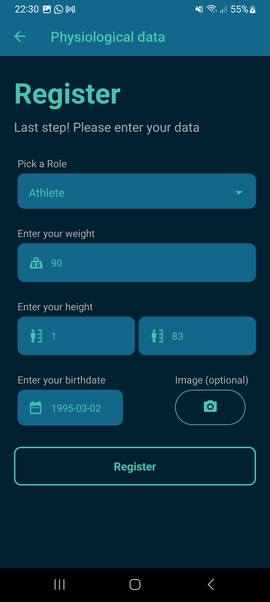 22:30 55%
Physiological data
Register
Last step! Please enter your data
Pick a Role
Athlete
Enter your weight
KG 90
Enter your height
1 83
Enter your birthdate Image (optional)
1995-03-02
Register